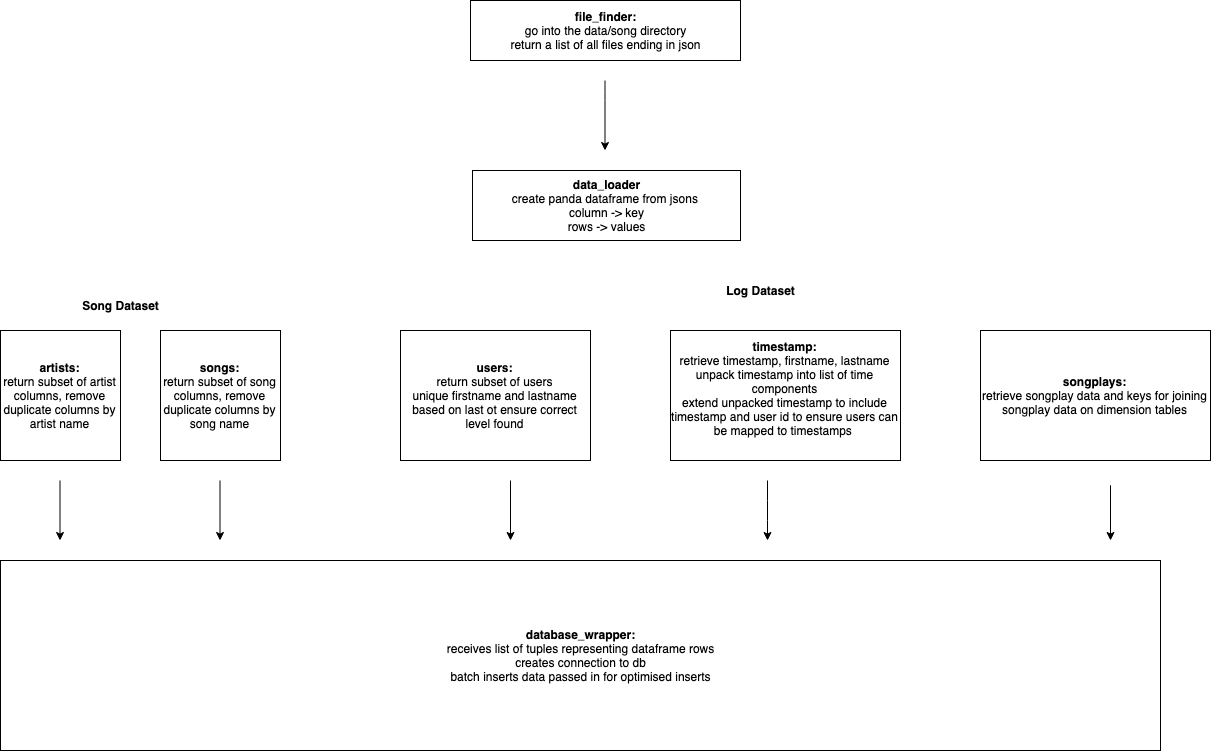 file_finder:
go into the data/song directory
return a list of all files ending in json
data_loader
create panda dataframe from jsons
column -> key
rows -> values
Song Dataset
Log Dataset
artists:
return subset of artist
columns, remove
duplicate columns by
artist name
songs:
return subset of song
columns, remove
duplicate columns by
song name
users:
return subset of users
unique firstname and lastname
based on last ot ensure correct
level found
timestamp:
retrieve timestamp, firstname, lastname
unpack timestamp into list of time
components
extend unpacked timestamp to include
timestamp and user id to ensure users can
be mapped to timestamps
songplays:
retrieve songplay data and keys for joining
songplay data on dimension tables
database_wrapper:
receives list of tuples representing dataframe rows
creates connection to db
batch inserts data passed in for optimised inserts